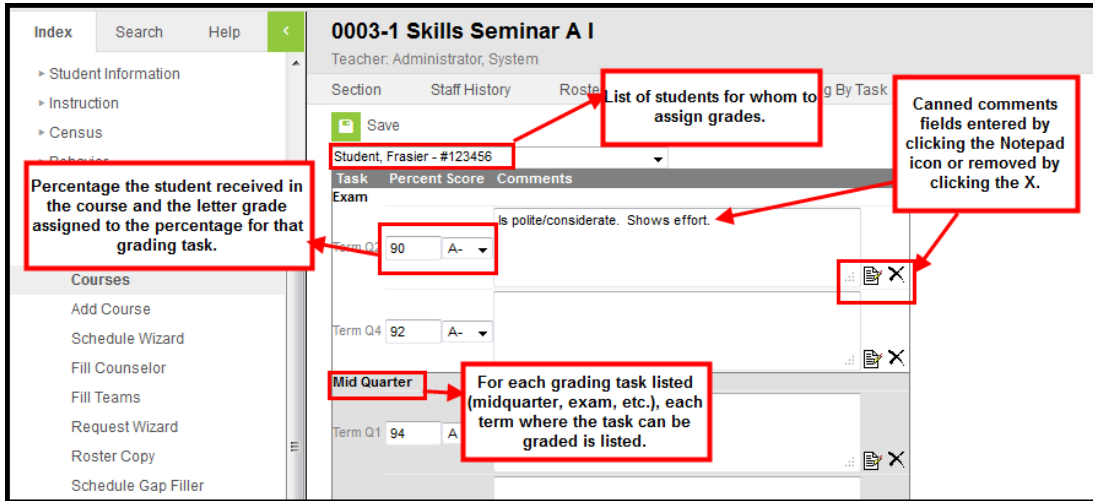 Index Search Help
0003-1 Skills Seminar A I
Teacher: Administrator, System
Student Information
Instruction
Census
Section Staff History g By Task
Save
List of students for whom to
assign grades.
Canned comments
fields entered by
clicking the Notepad
icon or removed by
clicking the X.
Student, Frasier - #123456
Task Percent Score Comments
Exam
Percentage the student received in
the course and the letter grade
assigned to the percentage for that
grading task.
Is polite/considerate. Shows effort.
Term Q2 90 A-
Courses
Add Course
Schedule Wizard
Fill Counselor
Fill Teams
Request Wizard
Roster Copy
Schedule Gap Filler
Term Q4 92 A-
Mid Quarter
For each grading task listed
(midquarter, exam, etc.), each
term where the task can be
graded is listed.
Term Q1 94 A